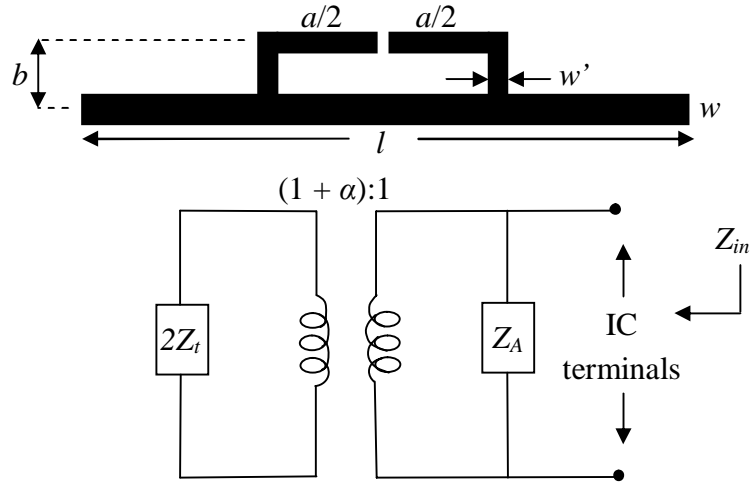 a/2 a/2
b
w’
w
l
(1 + α):1
Z_in
2Z_t
Z_A
IC
terminals